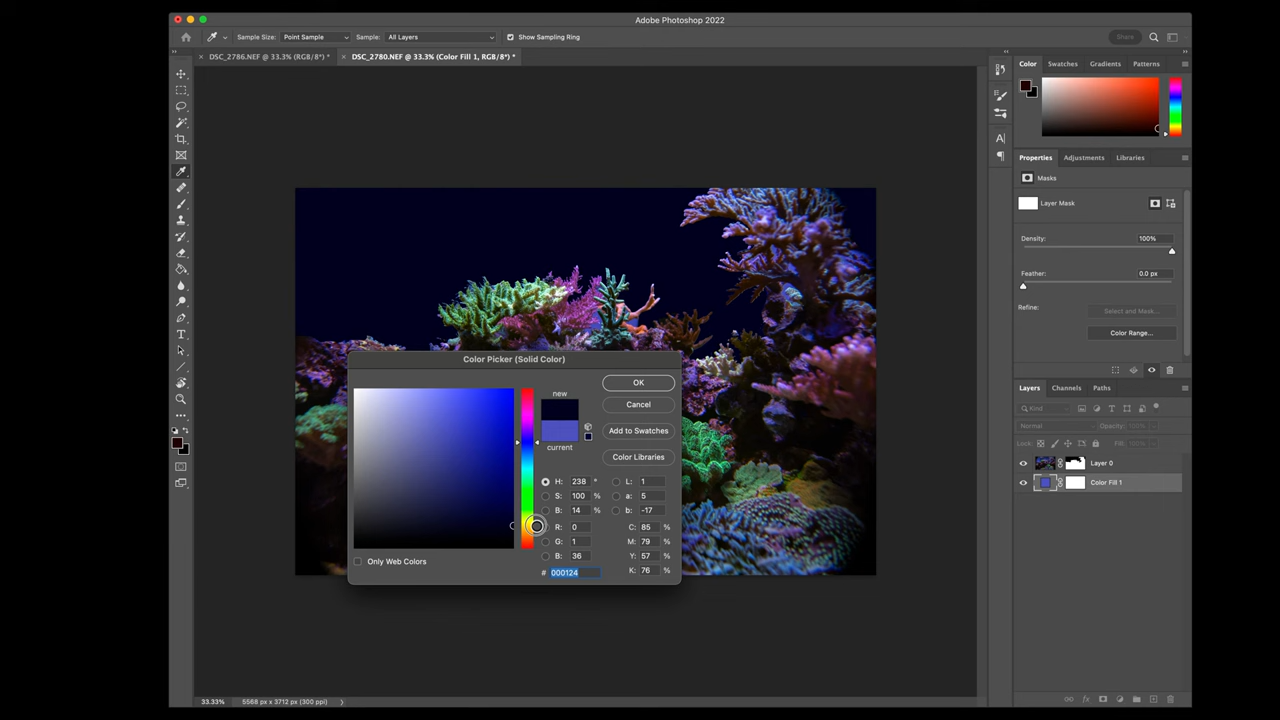 Adobe Photoshop 2022
Sample Size: Point Sample Sample: All Layers Show Sampling Ring Share
DSC_2786.NEF @ 33.3% (RGB/8*) * DSC_2780.NEF @ 33.3% (Color Fill 1, RGB/8*) *
Color Swatches Gradients Patterns
Properties Adjustments Libraries
Masks
Layer Mask
Density: 100%
Feather: 0.0 px
Refine: Select and Mask...
Color Range...
Color Picker (Solid Color)
new
current
OK
Cancel
Add to Swatches
Color Libraries
H: 238 ° L: 1
S: 100 % a: 5
B: 14 % b: -17
R: 0 C: 85 %
G: 1 M: 79 %
B: 36 Y: 57 %
# 000124 K: 76 %
Only Web Colors
Layers Channels Paths
Kind
Normal Opacity: 100%
Lock: Fill: 100%
Layer 0
Color Fill 1
33.33% 5568 px x 3712 px (300 ppi)